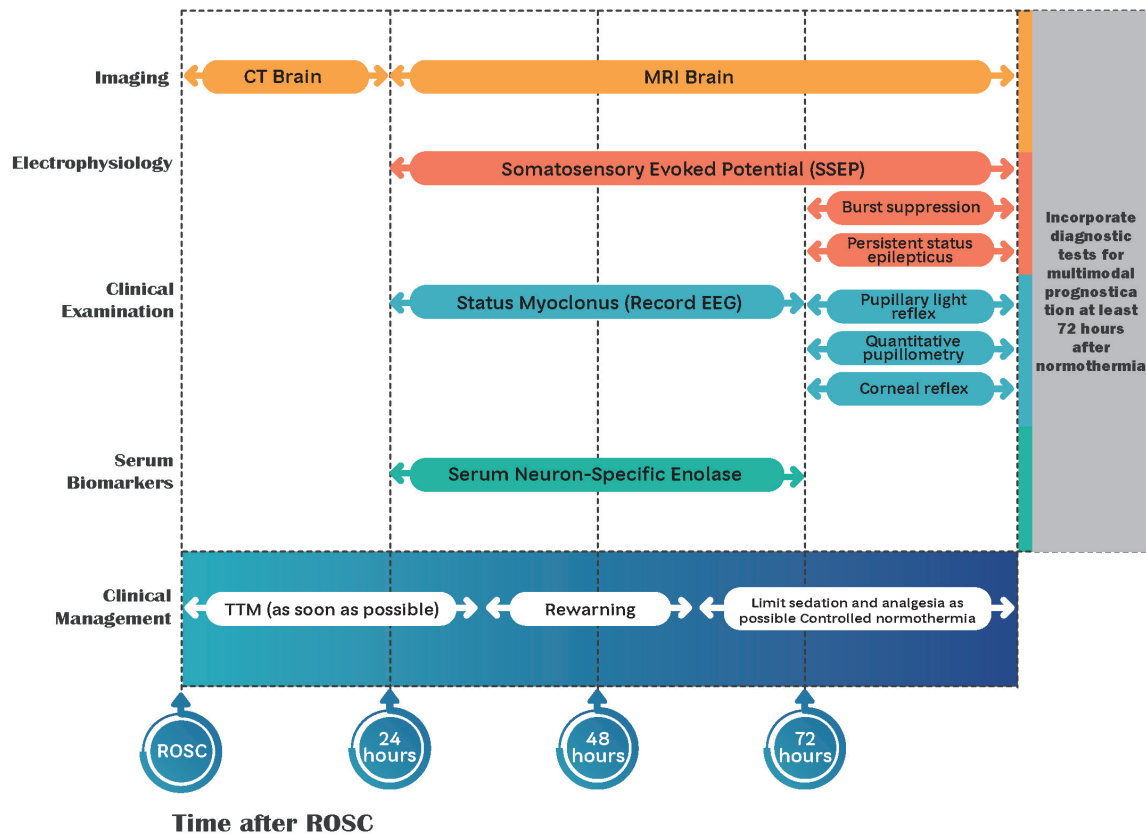 Imaging
CT Brain
MRI Brain
Electrophysiology
Somatosensory Evoked Potential (SSEP)
Burst suppression
Persistent status
epilepticus
Clinical
Examination
Status Myoclonus (Record EEG)
Pupillary light
reflex
Quantitative
pupillometry
Corneal reflex
Serum
Biomarkers
Serum Neuron-Specific Enolase
Incorporate
diagnostic
tests for
multimodal
prognostica
tion at least
72 hours
after
normothermia
Clinical
Management
TTM (as soon as possible)
Rewarning
Limit sedation and analgesia as
possible Controlled normothermia
ROSC
24
hours
48
hours
72
hours
Time after ROSC